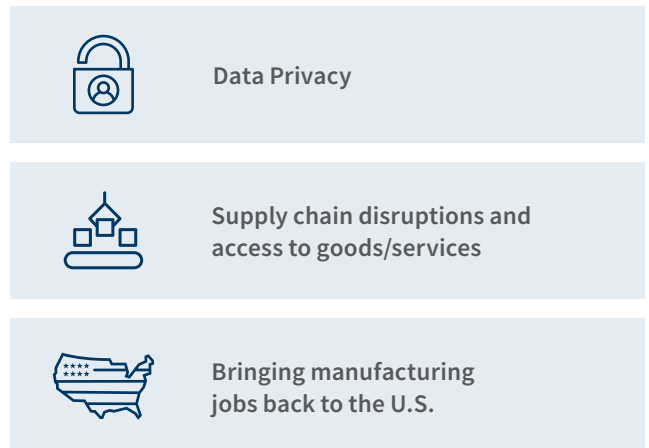 Data Privacy
Supply chain disruptions and
access to goods/services
Bringing manufacturing
jobs back to the U.S.